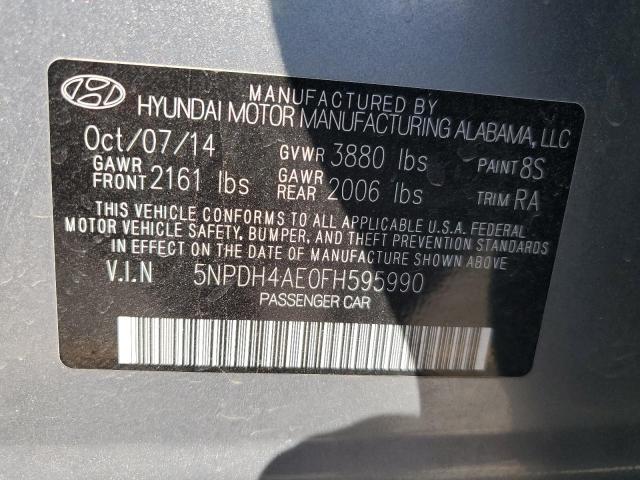 MANUFACTURED BY
HYUNDAI MOTOR MANUFACTURING ALABAMA, LLC
Oct/07/14 GVWR 3880 lbs PAINT 8S
GAWR FRONT 2161 lbs GAWR REAR 2006 lbs TRIM RA
THIS VEHICLE CONFORMS TO ALL APPLICABLE U.S.A. FEDERAL
MOTOR VEHICLE SAFETY, BUMPER, AND THEFT PREVENTION STANDARDS
IN EFFECT ON THE DATE OF MANUFACTURE SHOWN ABOVE.
V.I.N 5NPDH4AE0FH595990
PASSENGER CAR